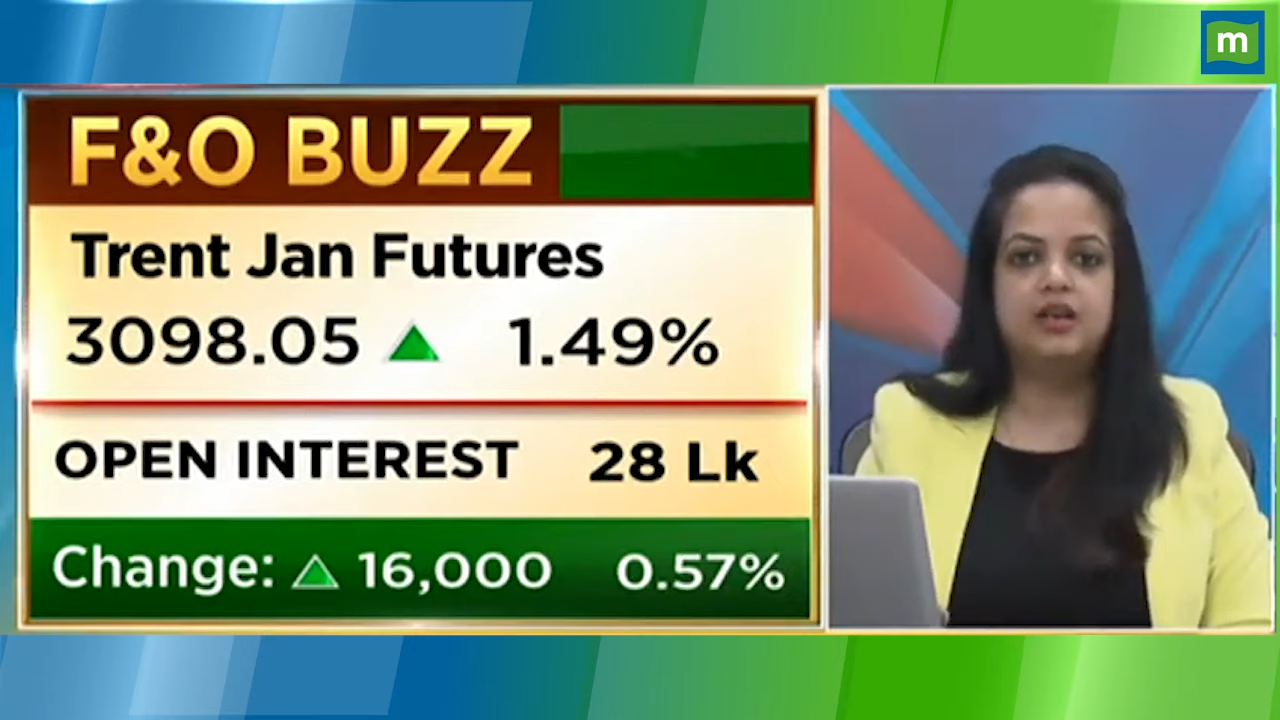 m
F&O BUZZ
Trent Jan Futures
3098.05 ▲ 1.49%
OPEN INTEREST 28 Lk
Change: ▲ 16,000 0.57%